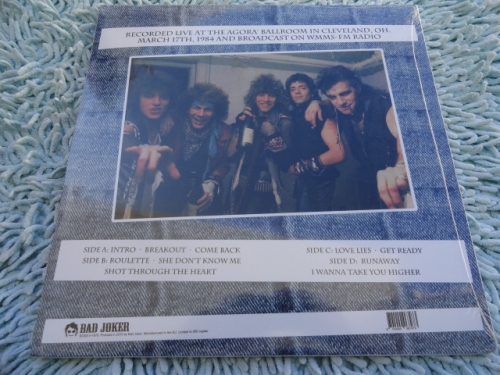 RECORDED LIVE AT THE AGORA BALLROOM IN CLEVELAND, OH,
MARCH 17TH, 1984 AND BROADCAST ON WMMS-FM RADIO
SIDE A: INTRO · BREAKOUT · COME BACK
SIDE B: ROULETTE · SHE DON'T KNOW ME
SHOT THROUGH THE HEART
SIDE C: LOVE LIES · GET READY
SIDE D: RUNAWAY
I WANNA TAKE YOU HIGHER
BAD JOKER